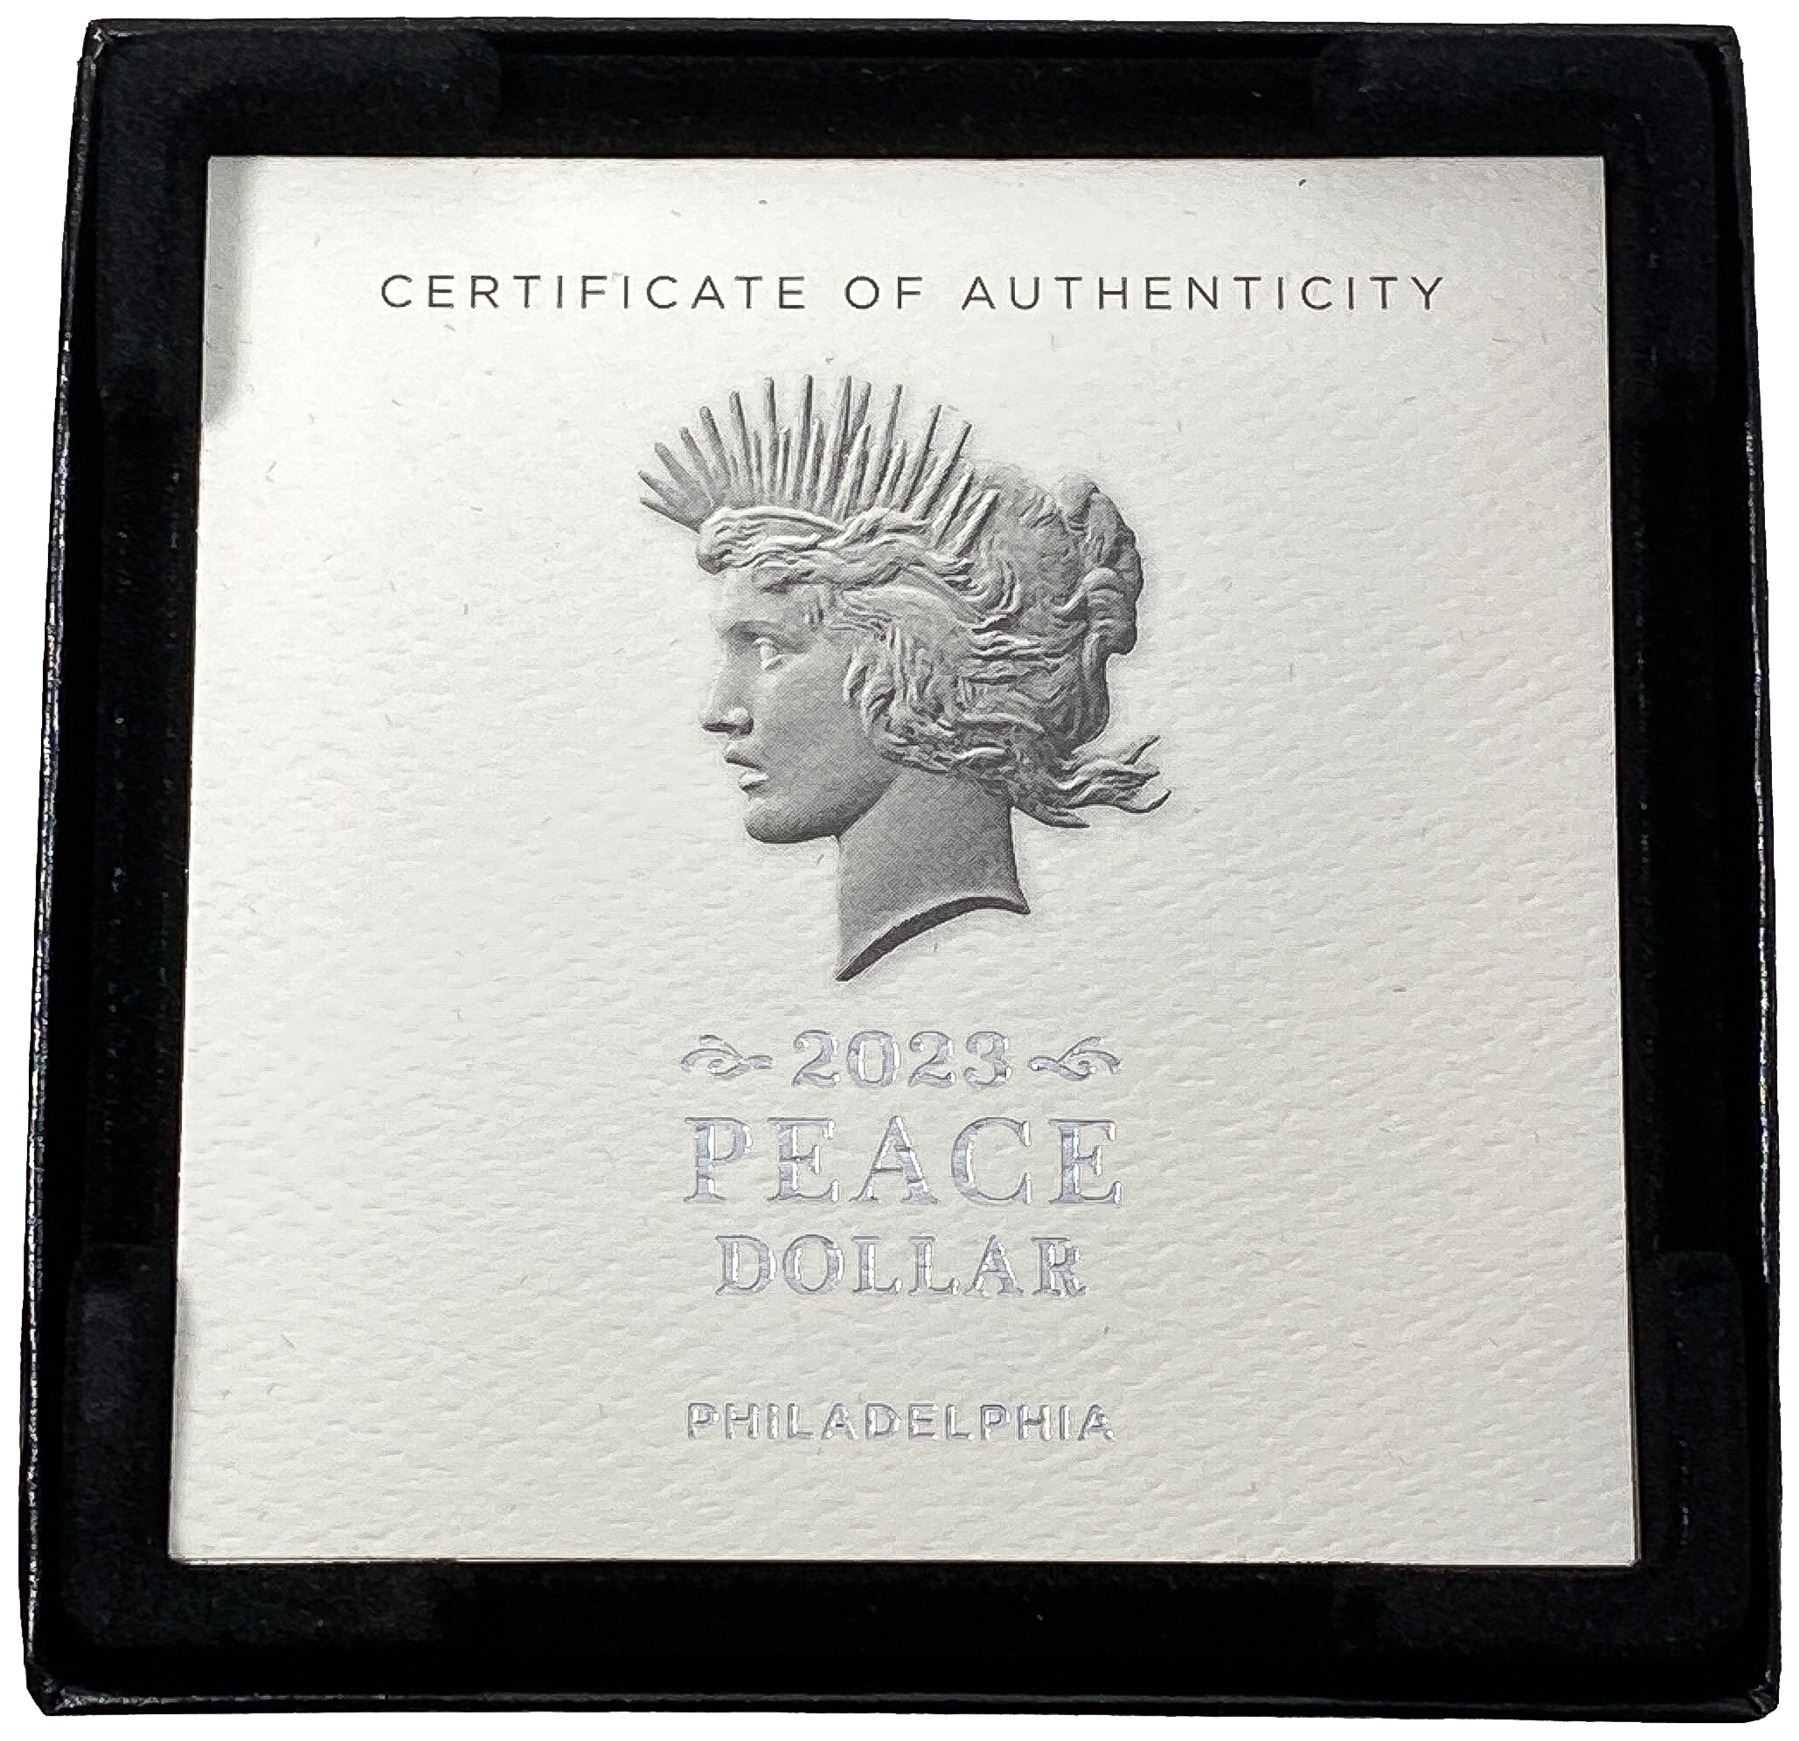 CERTIFICATE OF AUTHENTICITY
2023
PEACE
DOLLAR
PHILADELPHIA